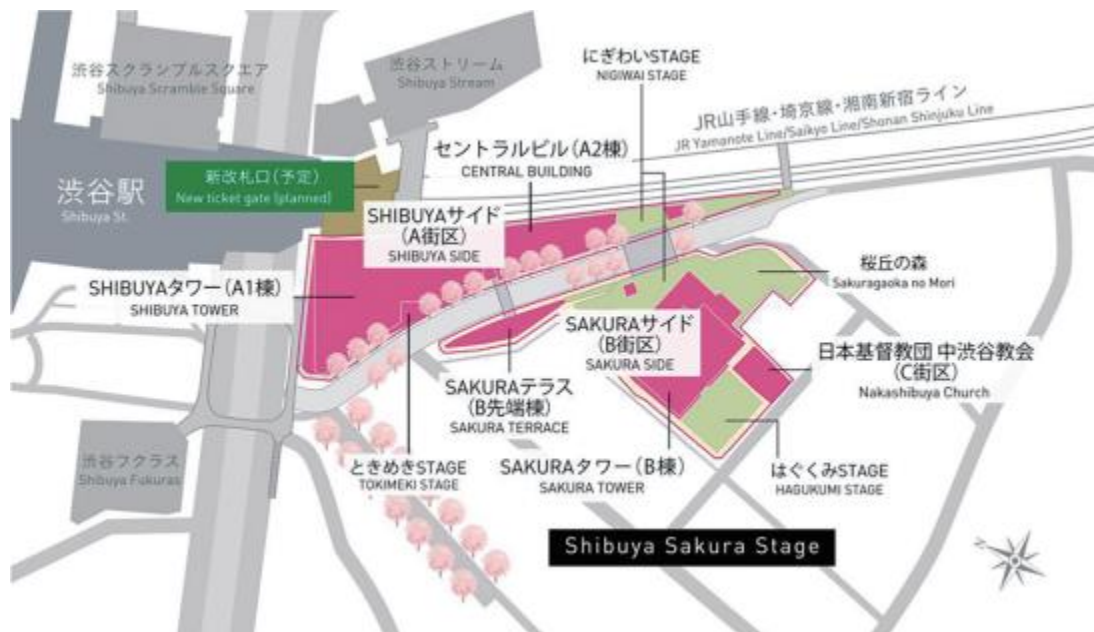 渋谷スクランブルスクエア
Shibuya Scramble Square
渋谷ストリーム
Shibuya Stream
にぎわいSTAGE
NIGIWAI STAGE
JR山手線・埼京線・湘南新宿ライン
JR Yamanote Line/Saikyo Line/Shonan Shinjuku Line
セントラルビル(A2棟)
CENTRAL BUILDING
渋谷駅
Shibuya St.
新改札口(予定)
New ticket gate (planned)
SHIBUYAサイド
(A街区)
SHIBUYA SIDE
SHIBUYAタワー(A1棟)
SHIBUYA TOWER
桜丘の森
Sakuragaoka no Mori
SAKURAサイド
(B街区)
SAKURA SIDE
日本基督教団 中渋谷教会
(C街区)
Nakashibuya Church
SAKURAテラス
(B先端棟)
SAKURA TERRACE
渋谷フクラス
Shibuya Fukuras
ときめきSTAGE
TOKIMEKI STAGE
SAKURAタワー(B棟)
SAKURA TOWER
はぐくみSTAGE
HAGUKUMI STAGE
Shibuya Sakura Stage
N